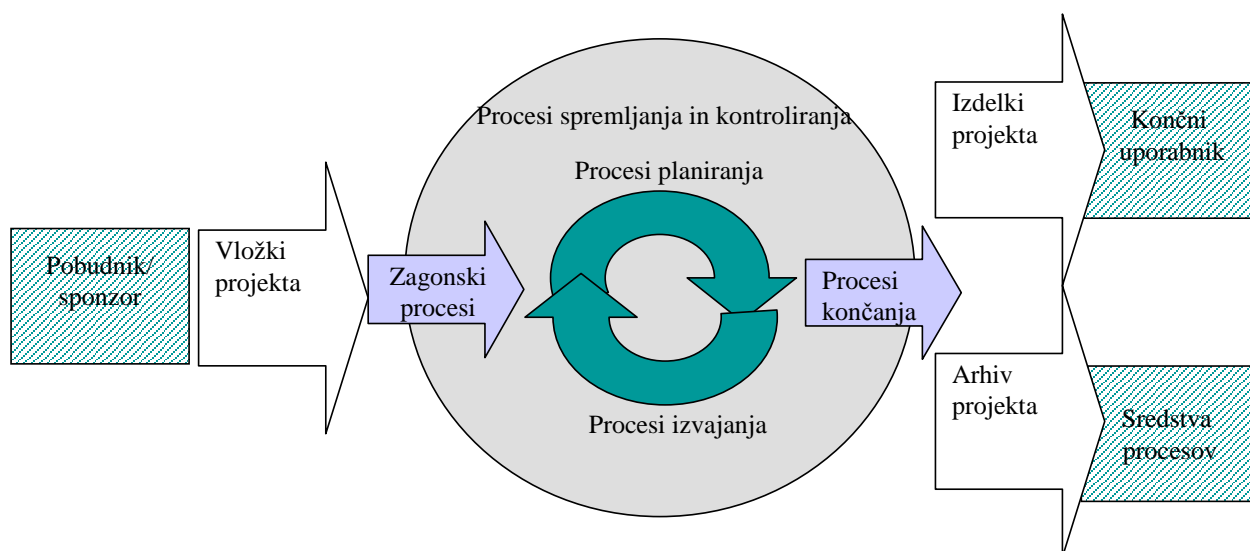 Pobudnik/
sponzor
Vložki
projekta
Zagonski
procesi
Procesi spremljanja in kontroliranja
Procesi planiranja
Procesi izvajanja
Procesi
končanja
Izdelki
projekta
Končni
uporabnik
Arhiv
projekta
Sredstva
procesov